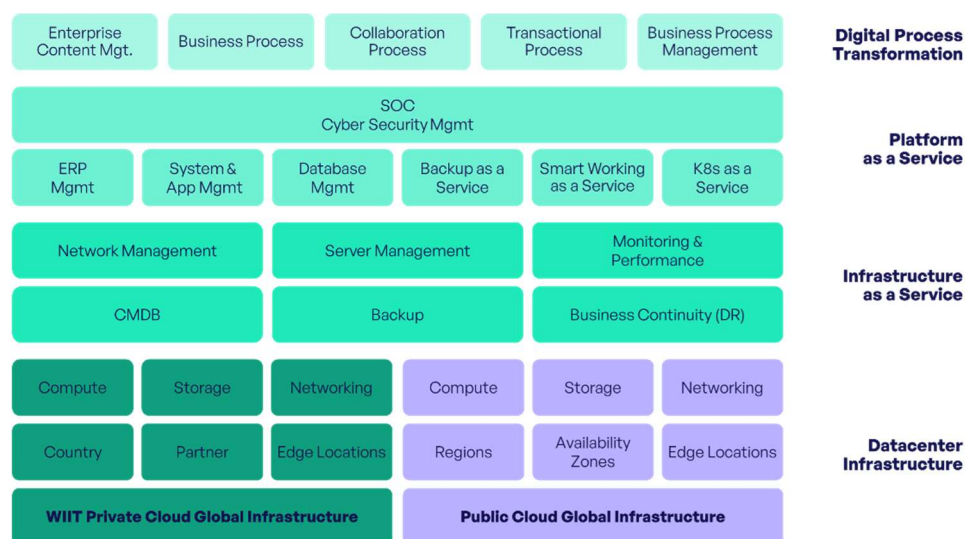 Enterprise
Content Mgt.
Business Process
Collaboration
Process
Transactional
Process
Business Process
Management
Digital Process
Transformation
SOC
Cyber Security Mgmt
Platform
as a Service
ERP
Mgmt
System &
App Mgmt
Database
Mgmt
Backup as a
Service
Smart Working
as a Service
K8s as a
Service
Network Management
Server Management
Monitoring &
Performance
Infrastructure
as a Service
CMDB
Backup
Business Continuity (DR)
Compute
Storage
Networking
Compute
Storage
Networking
Country
Partner
Edge Locations
Regions
Availability
Zones
Edge Locations
Datacenter
Infrastructure
WIIT Private Cloud Global Infrastructure
Public Cloud Global Infrastructure